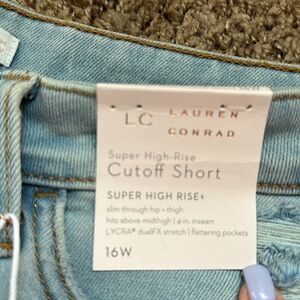 LC LAUREN
CONRAD
Super High-Rise
Cutoff Short
SUPER HIGH RISE
slim through hip + thigh
hits above midthigh | 4-in. inseam
LYCRA® dualFX stretch | flattering pockets
16W